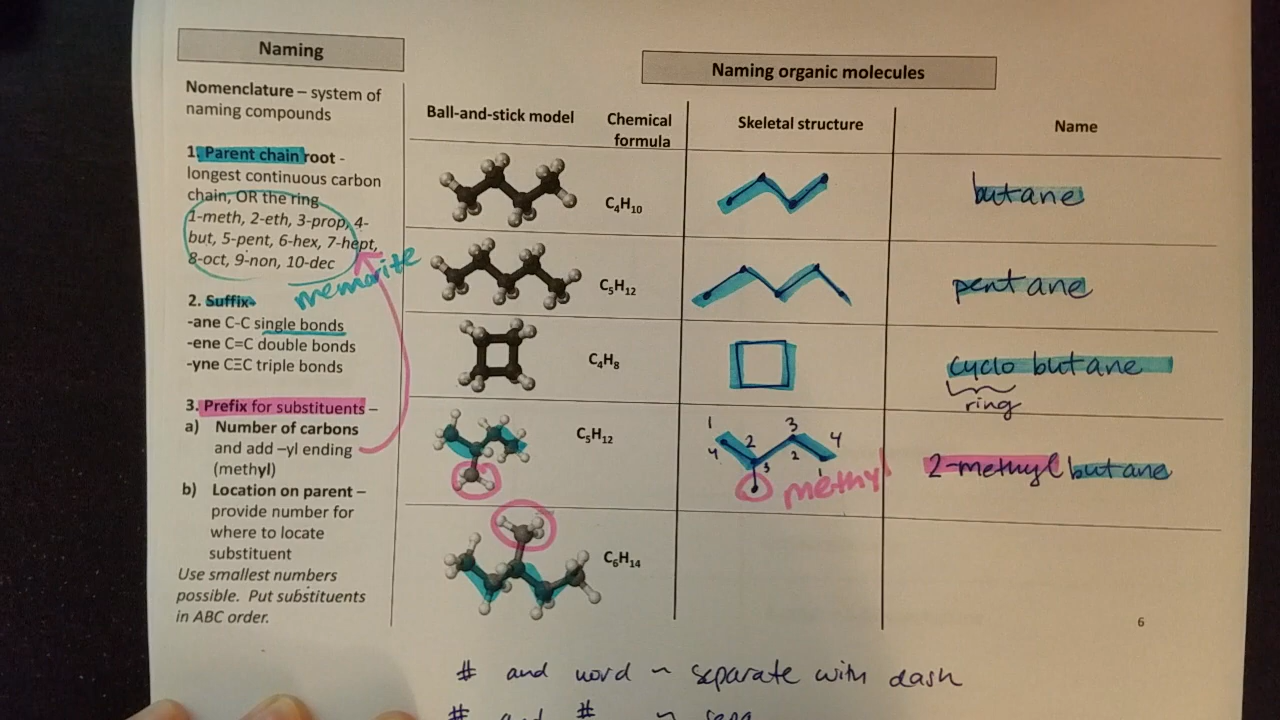 Naming
Nomenclature – system of
naming compounds
1. Parent chain root -
longest continuous carbon
chain, OR the ring
1-meth, 2-eth, 3-prop, 4-
but, 5-pent, 6-hex, 7-hept,
8-oct, 9-non, 10-dec
memorize
2. Suffix-
-ane C-C single bonds
-ene C=C double bonds
-yne C≡C triple bonds
3. Prefix for substituents –
a) Number of carbons
and add –yl ending
(methyl)
b) Location on parent –
provide number for
where to locate
substituent
Use smallest numbers
possible. Put substituents
in ABC order.
Naming organic molecules
Ball-and-stick model
Chemical
formula
Skeletal structure
Name
C₄H₁₀
butane
C₅H₁₂
pentane
C₄H₈
cyclo butane
ring
C₅H₁₂
1 2 3 4
4 3 2 1
methyl
2-methyl butane
C₆H₁₄
6
# and word ~ separate with dash
# and # ~